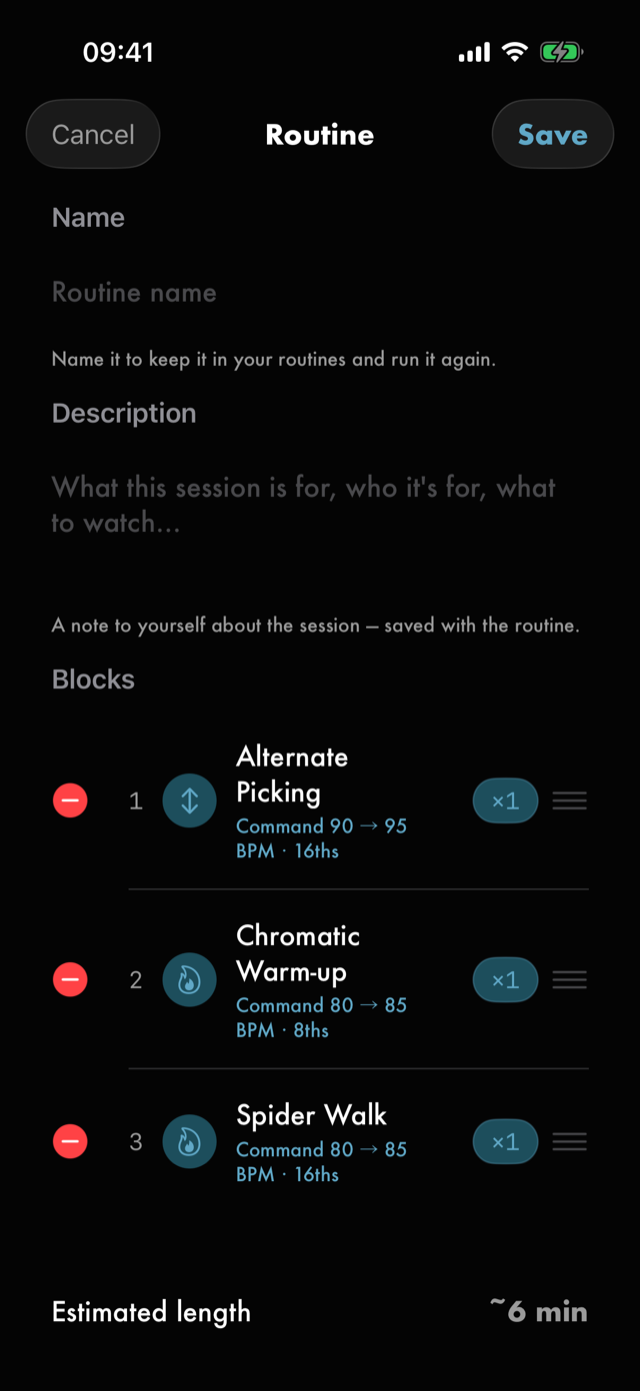 09:41
Cancel
Routine
Save
Name
Routine name
Name it to keep it in your routines and run it again.
Description
What this session is for, who it's for, what
to watch...
A note to yourself about the session – saved with the routine.
Blocks
1
Alternate
Picking
Command 90 → 95
BPM · 16ths
×1
2
Chromatic
Warm-up
Command 80 → 85
BPM · 8ths
×1
3
Spider Walk
Command 80 → 85
BPM · 16ths
×1
Estimated length
~6 min